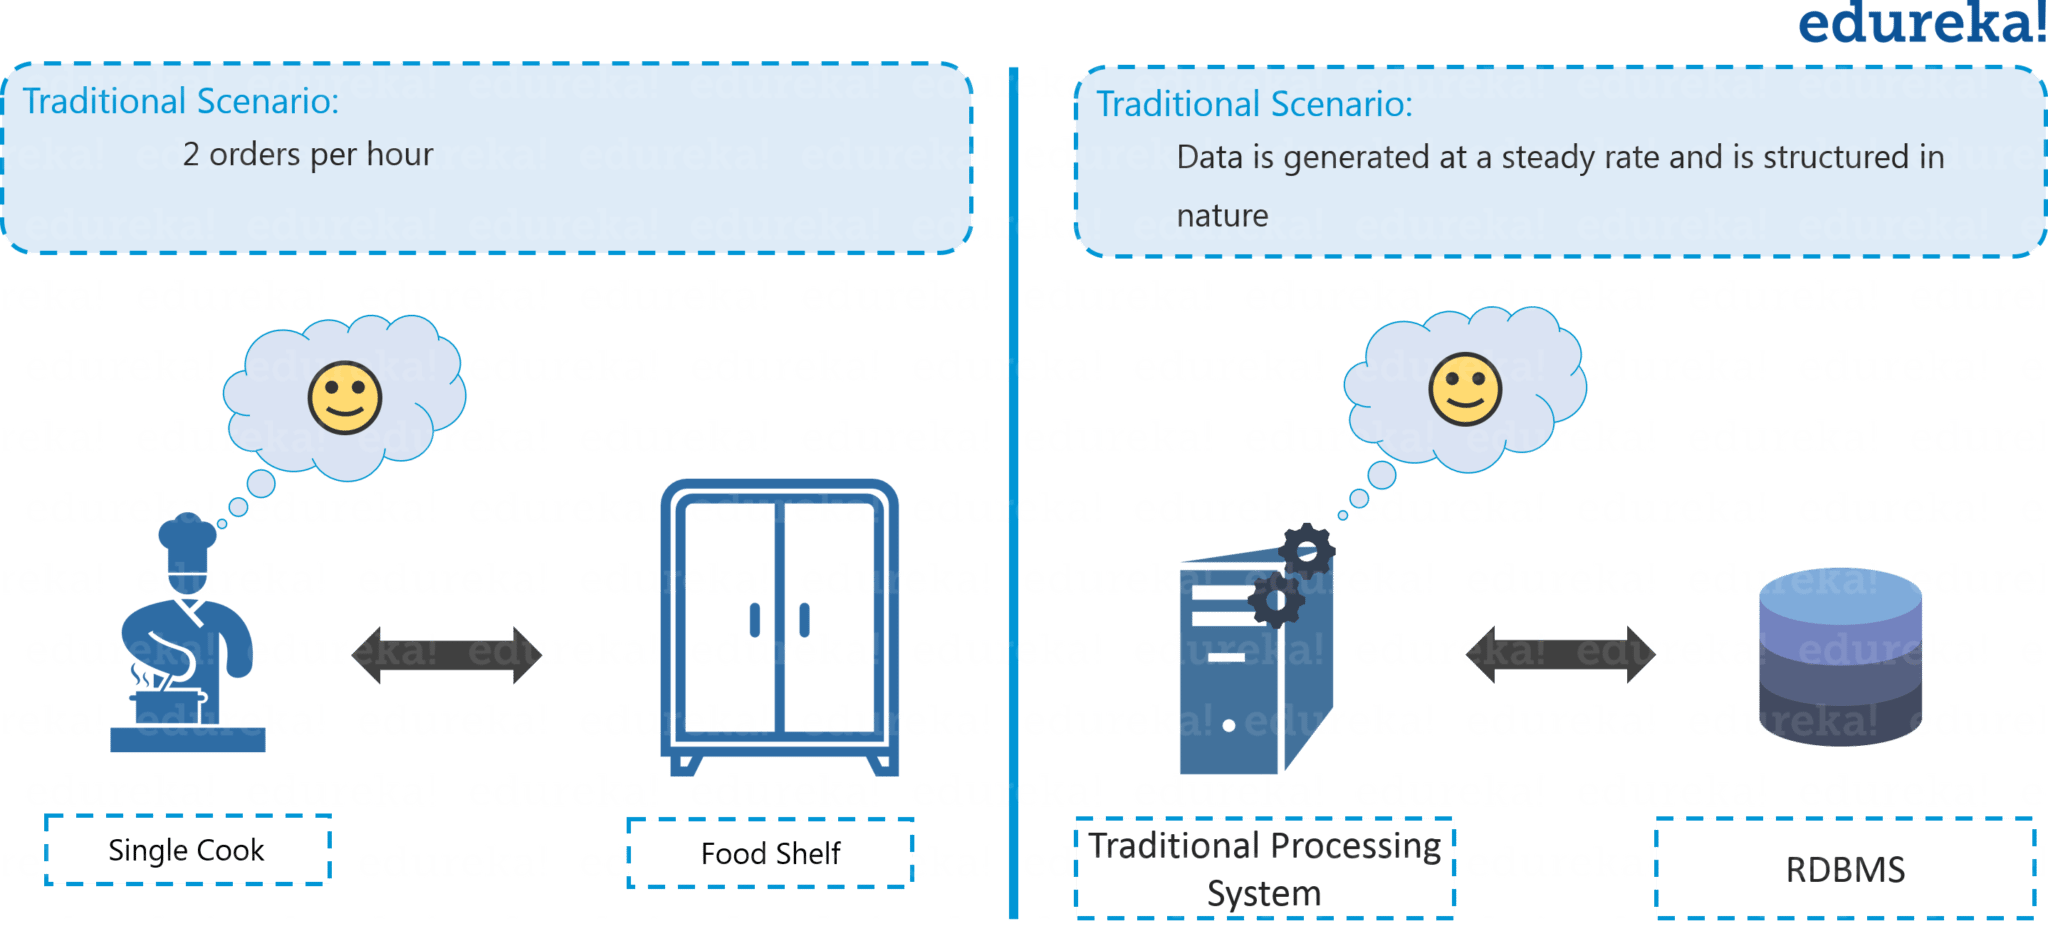 edureka!
Traditional Scenario:
2 orders per hour
Traditional Scenario:
Data is generated at a steady rate and is structured in
nature
Single Cook
Food Shelf
Traditional Processing
System
RDBMS